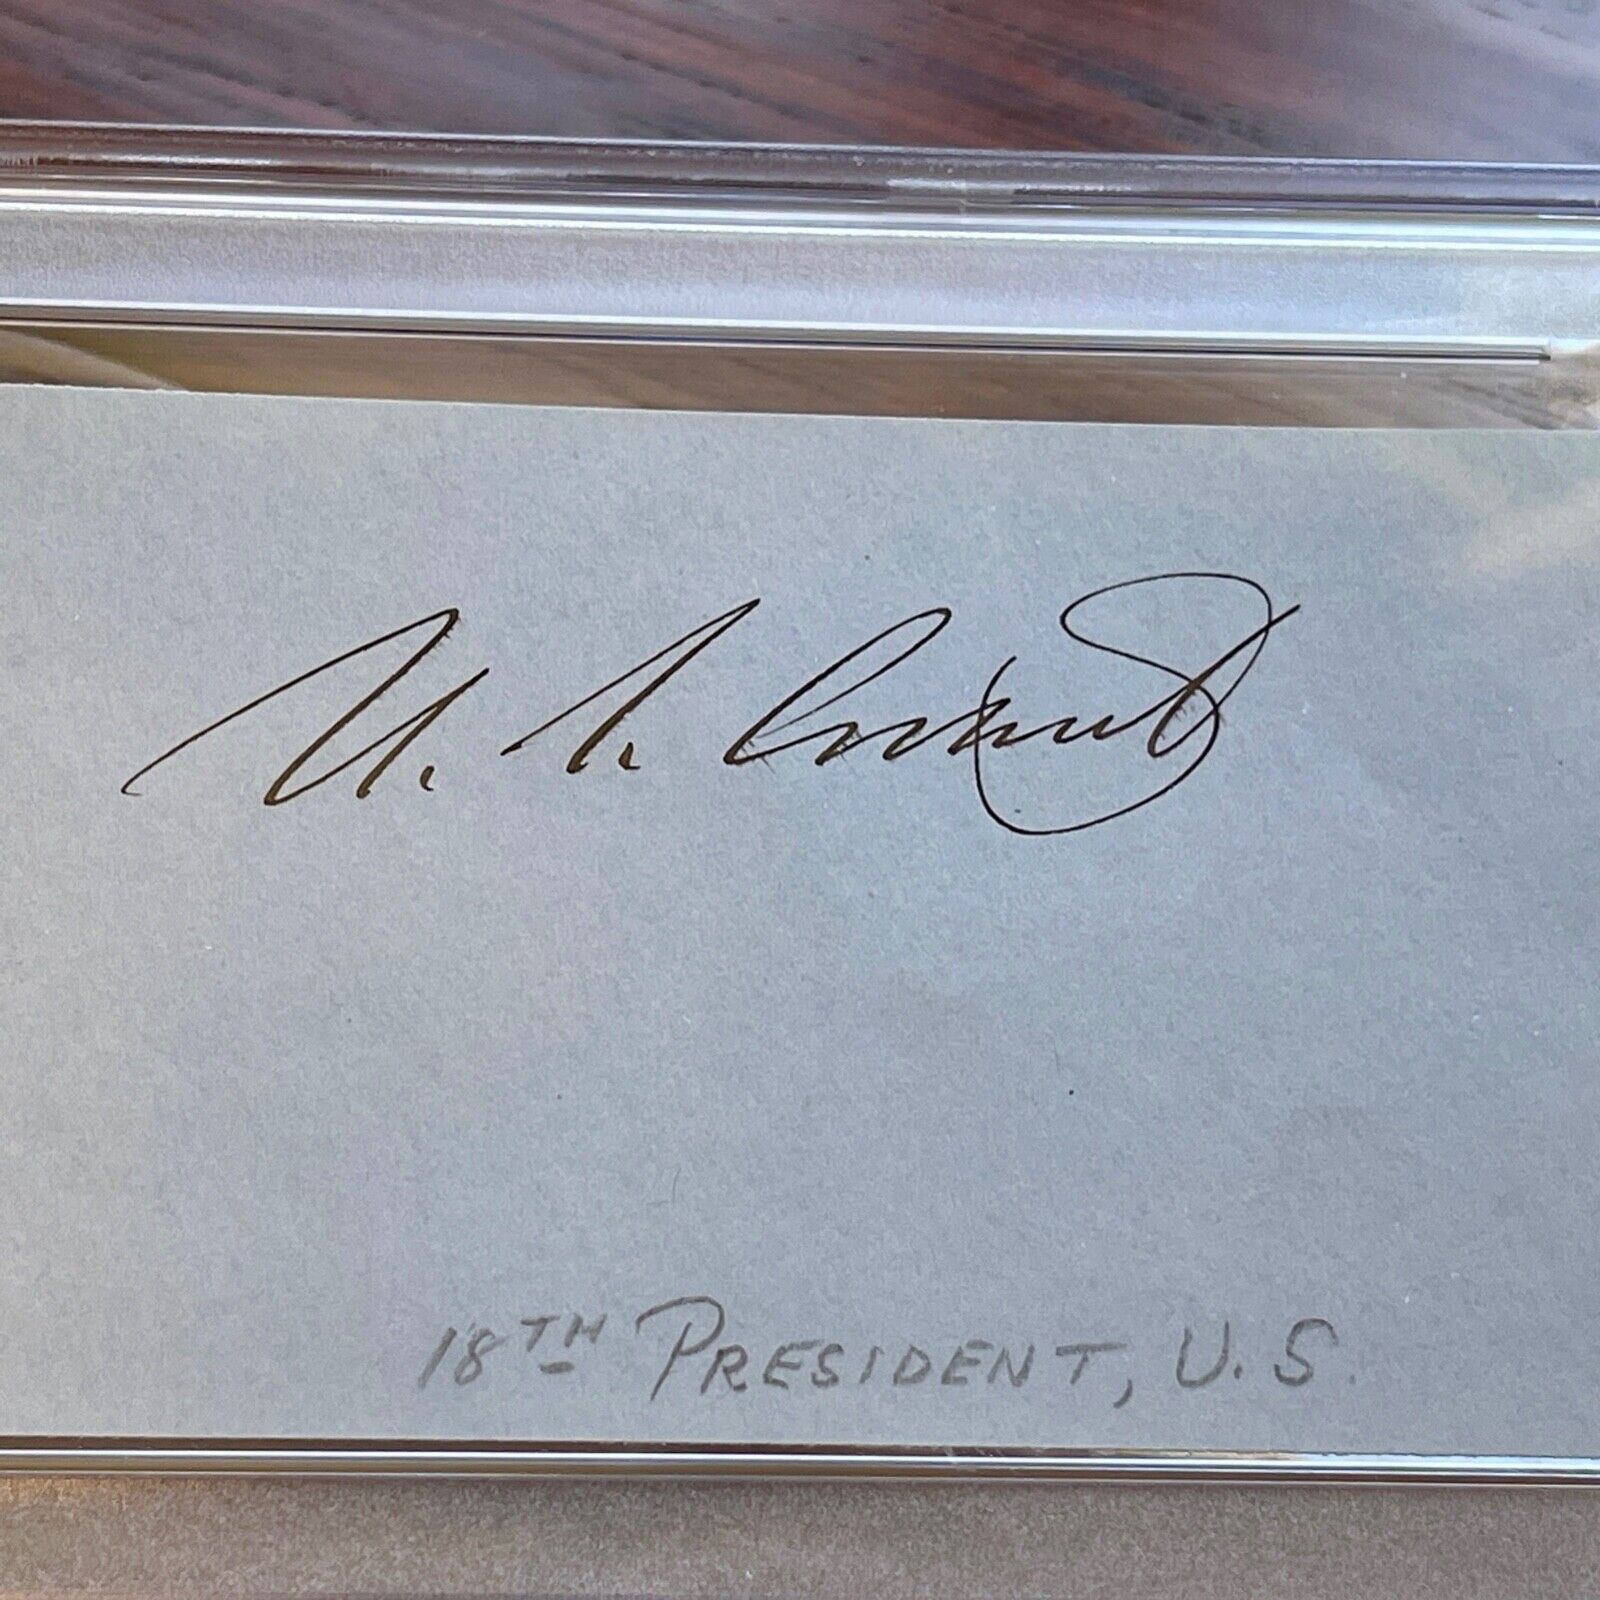 U. S. Grant
18TH PRESIDENT, U. S.